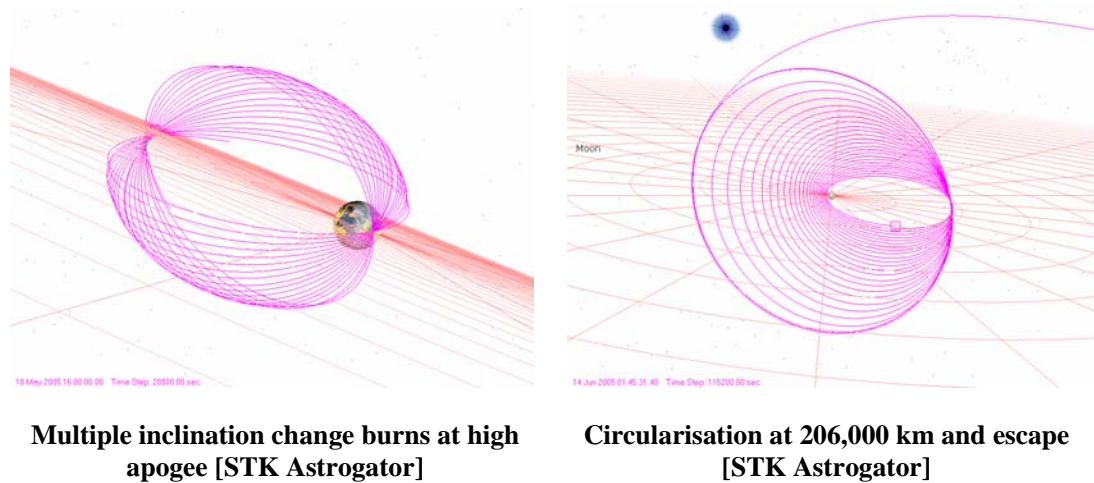 Moon
18 May 2005 16:00:00.00 Time Step: 28800.00 sec
14 Jun 2005 01:45:31.40 Time Step: 115200.00 sec
Multiple inclination change burns at high
apogee [STK Astrogator]
Circularisation at 206,000 km and escape
[STK Astrogator]